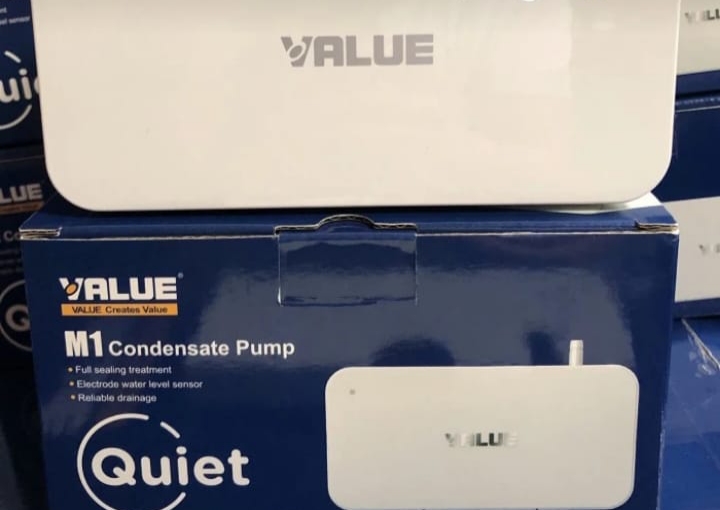 VALUE
VALUE®
VALUE Creates Value
M1 Condensate Pump
• Full sealing treatment
• Electrode water level sensor
• Reliable drainage
Quiet
VALUE